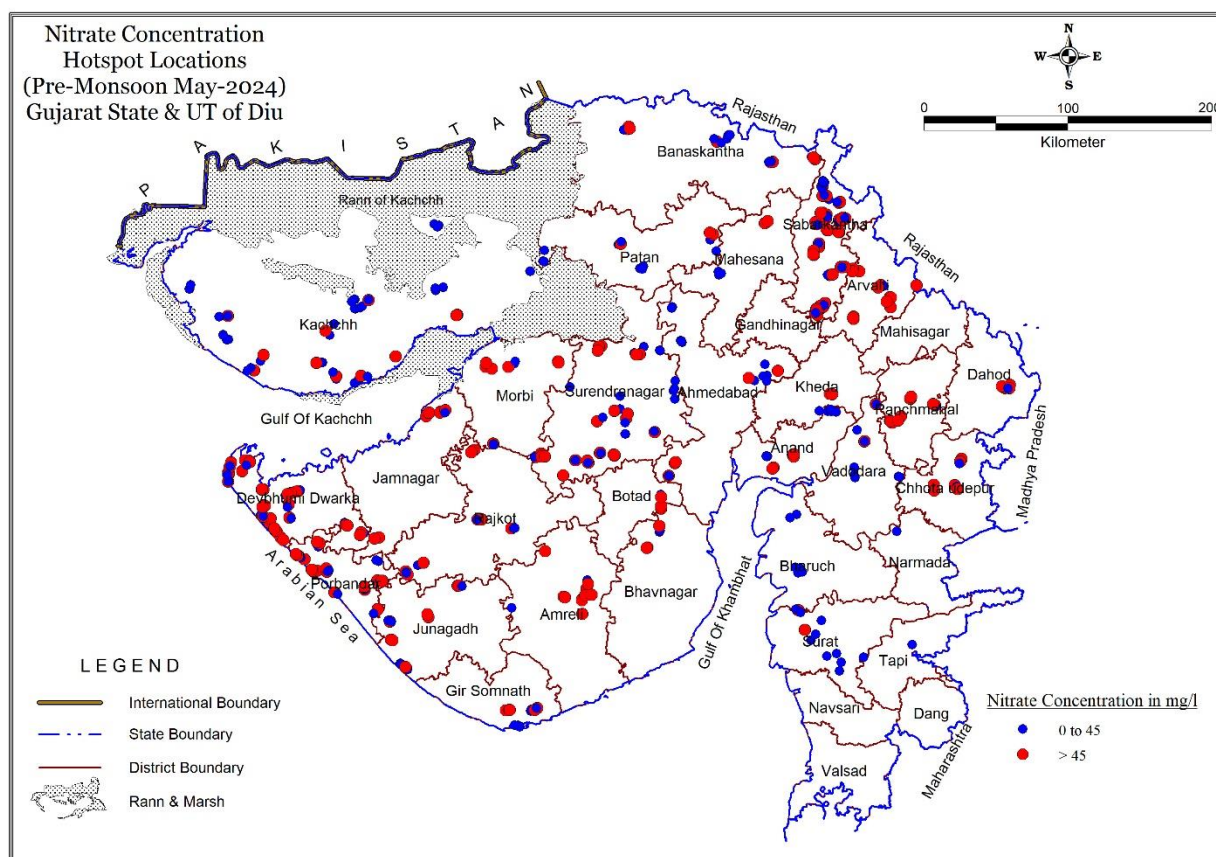 Nitrate Concentration
Hotspot Locations
(Pre-Monsoon May-2024)
Gujarat State & UT of Diu
N
W E
S
0 100 200
Kilometer
P A K I S T A N
Rajasthan
Banaskantha
Rann of Kachchh
Sabarkantha
Rajasthan
Patan
Mahesana
Arvalli
Kachchh
Gandhinagar
Mahisagar
Morbi
Surendranagar
Ahmedabad
Kheda
Dahod
Panchmahal
Gulf Of Kachchh
Anand
Vadodara
Madhya Pradesh
Jamnagar
Devbhumi Dwarka
Botad
Chhota udepur
Rajkot
Arabian Sea
Porbandar
Bharuch
Narmada
Amreli
Bhavnagar
Gulf Of Khambhat
Junagadh
Surat
Tapi
Gir Somnath
Navsari
Dang
Valsad
Maharashtra
LEGEND
International Boundary
State Boundary
District Boundary
Rann & Marsh
Nitrate Concentration in mg/l
0 to 45
> 45